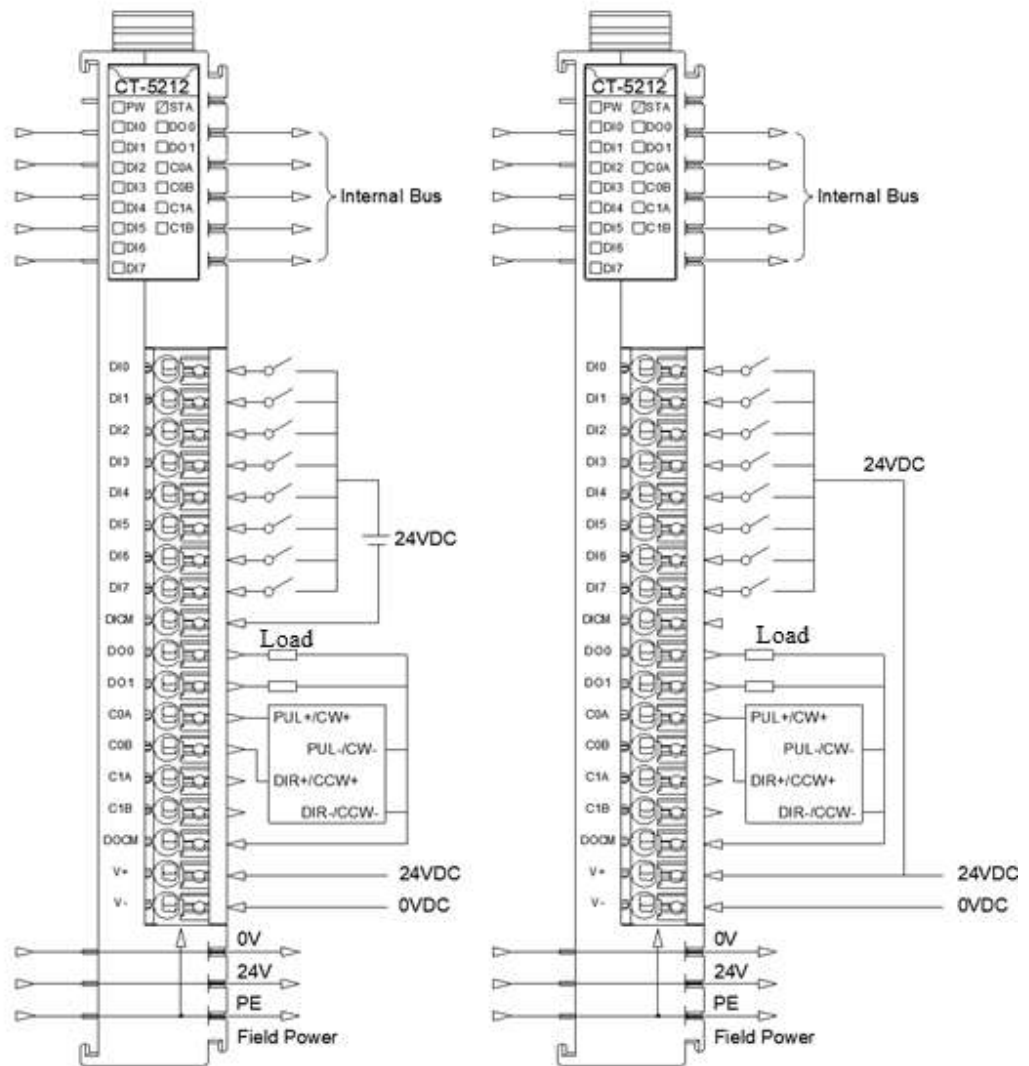 CT-5212
PW STA
DI0 DO0
DI1 DO1
DI2 C0A
DI3 C0B
DI4 C1A
DI5 C1B
DI6
DI7
Internal Bus
DI0
DI1
DI2
DI3
DI4
DI5
DI6
DI7
DICM
DO0
DO1
C0A
C0B
C1A
C1B
DOCM
V+
V-
24VDC
Load
PUL+/CW+
PUL-/CW-
DIR+/CCW+
DIR-/CCW-
24VDC
0VDC
0V
24V
PE
Field Power
CT-5212
PW STA
DI0 DO0
DI1 DO1
DI2 C0A
DI3 C0B
DI4 C1A
DI5 C1B
DI6
DI7
Internal Bus
DI0
DI1
DI2
DI3
DI4
DI5
DI6
DI7
DICM
DO0
DO1
C0A
C0B
C1A
C1B
DOCM
V+
V-
24VDC
Load
PUL+/CW+
PUL-/CW-
DIR+/CCW+
DIR-/CCW-
24VDC
0VDC
0V
24V
PE
Field Power